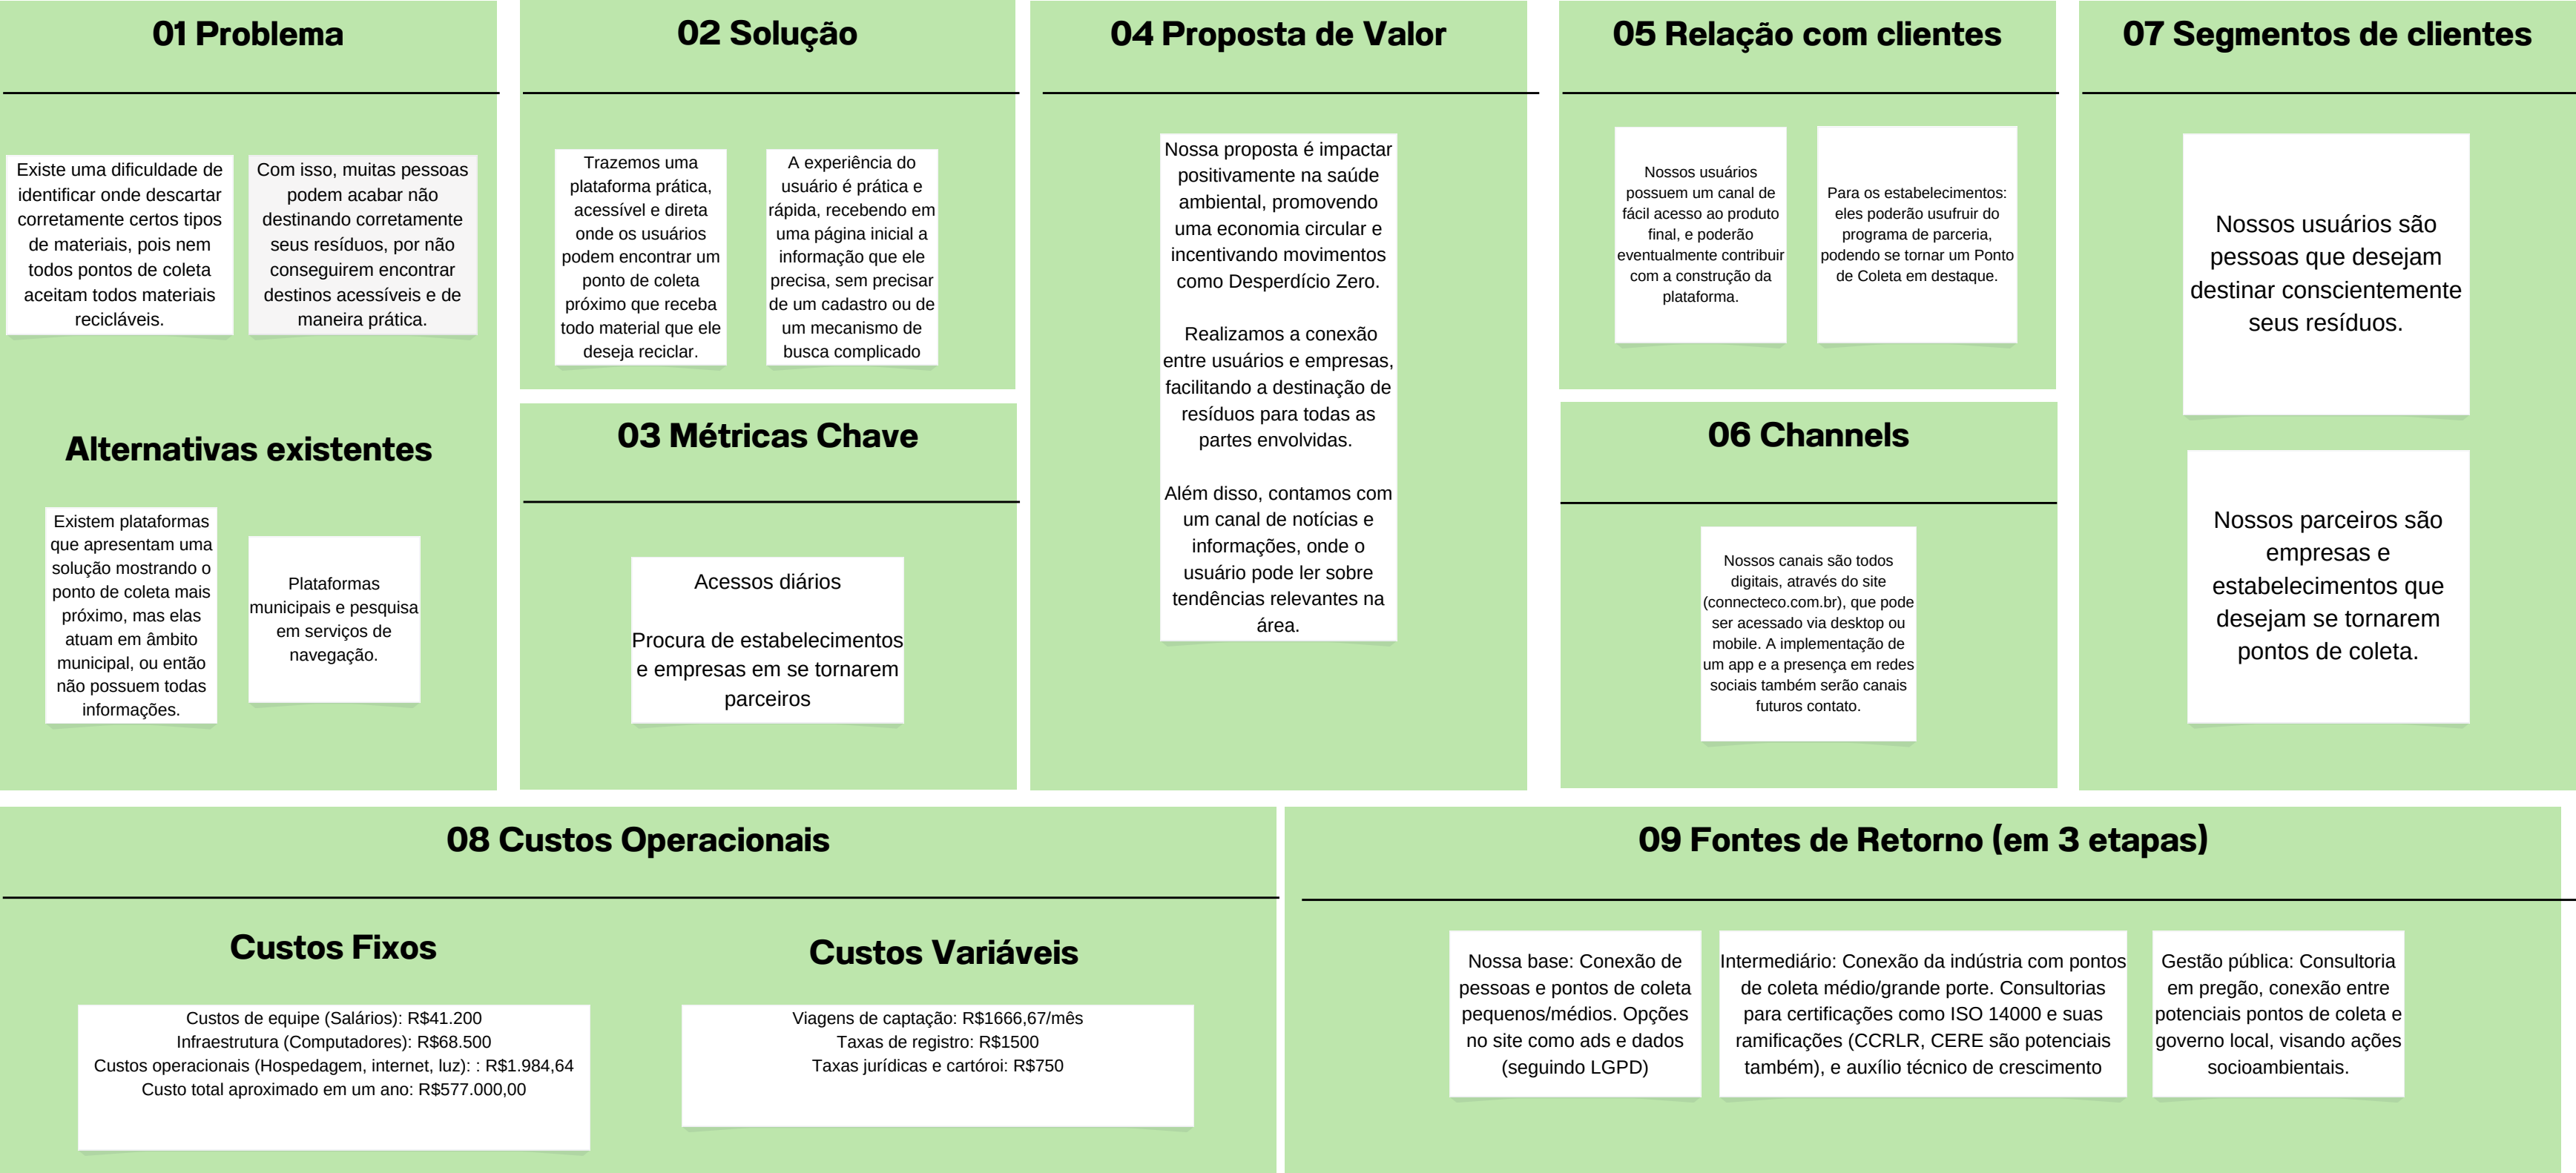 01 Problema
Existe uma dificuldade de
identificar onde descartar
corretamente certos tipos
de materiais, pois nem
todos pontos de coleta
aceitam todos materiais
recicláveis.
Com isso, muitas pessoas
podem acabar não
destinando corretamente
seus resíduos, por não
conseguirem encontrar
destinos acessíveis e de
maneira prática.
Alternativas existentes
Existem plataformas
que apresentam uma
solução mostrando o
ponto de coleta mais
próximo, mas elas
atuam em âmbito
municipal, ou então
não possuem todas
informações.
Plataformas
municipais e pesquisa
em serviços de
navegação.
02 Solução
Trazemos uma
plataforma prática,
acessível e direta
onde os usuários
podem encontrar um
ponto de coleta
próximo que receba
todo material que ele
deseja reciclar.
A experiência do
usuário é prática e
rápida, recebendo em
uma página inicial a
informação que ele
precisa, sem precisar
de um cadastro ou de
um mecanismo de
busca complicado
03 Métricas Chave
Acessos diários
Procura de estabelecimentos
e empresas em se tornarem
parceiros
04 Proposta de Valor
Nossa proposta é impactar
positivamente na saúde
ambiental, promovendo
uma economia circular e
incentivando movimentos
como Desperdício Zero.
Realizamos a conexão
entre usuários e empresas,
facilitando a destinação de
resíduos para todas as
partes envolvidas.
Além disso, contamos com
um canal de notícias e
informações, onde o
usuário pode ler sobre
tendências relevantes na
área.
05 Relação com clientes
Nossos usuários
possuem um canal de
fácil acesso ao produto
final, e poderão
eventualmente contribuir
com a construção da
plataforma.
Para os estabelecimentos:
eles poderão usufruir do
programa de parceria,
podendo se tornar um Ponto
de Coleta em destaque.
06 Channels
Nossos canais são todos
digitais, através do site
(connecteco.com.br), que pode
ser acessado via desktop ou
mobile. A implementação de
um app e a presença em redes
sociais também serão canais
futuros contato.
07 Segmentos de clientes
Nossos usuários são
pessoas que desejam
destinar conscientemente
seus resíduos.
Nossos parceiros são
empresas e
estabelecimentos que
desejam se tornarem
pontos de coleta.
08 Custos Operacionais
Custos Fixos
Custos de equipe (Salários): R$41.200
Infraestrutura (Computadores): R$68.500
Custos operacionais (Hospedagem, internet, luz): : R$1.984,64
Custo total aproximado em um ano: R$577.000,00
Custos Variáveis
Viagens de captação: R$1666,67/mês
Taxas de registro: R$1500
Taxas jurídicas e cartóroi: R$750
09 Fontes de Retorno (em 3 etapas)
Nossa base: Conexão de
pessoas e pontos de coleta
pequenos/médios. Opções
no site como ads e dados
(seguindo LGPD)
Intermediário: Conexão da indústria com pontos
de coleta médio/grande porte. Consultorias
para certificações como ISO 14000 e suas
ramificações (CCRLR, CERE são potenciais
também), e auxílio técnico de crescimento
Gestão pública: Consultoria
em pregão, conexão entre
potenciais pontos de coleta e
governo local, visando ações
socioambientais.